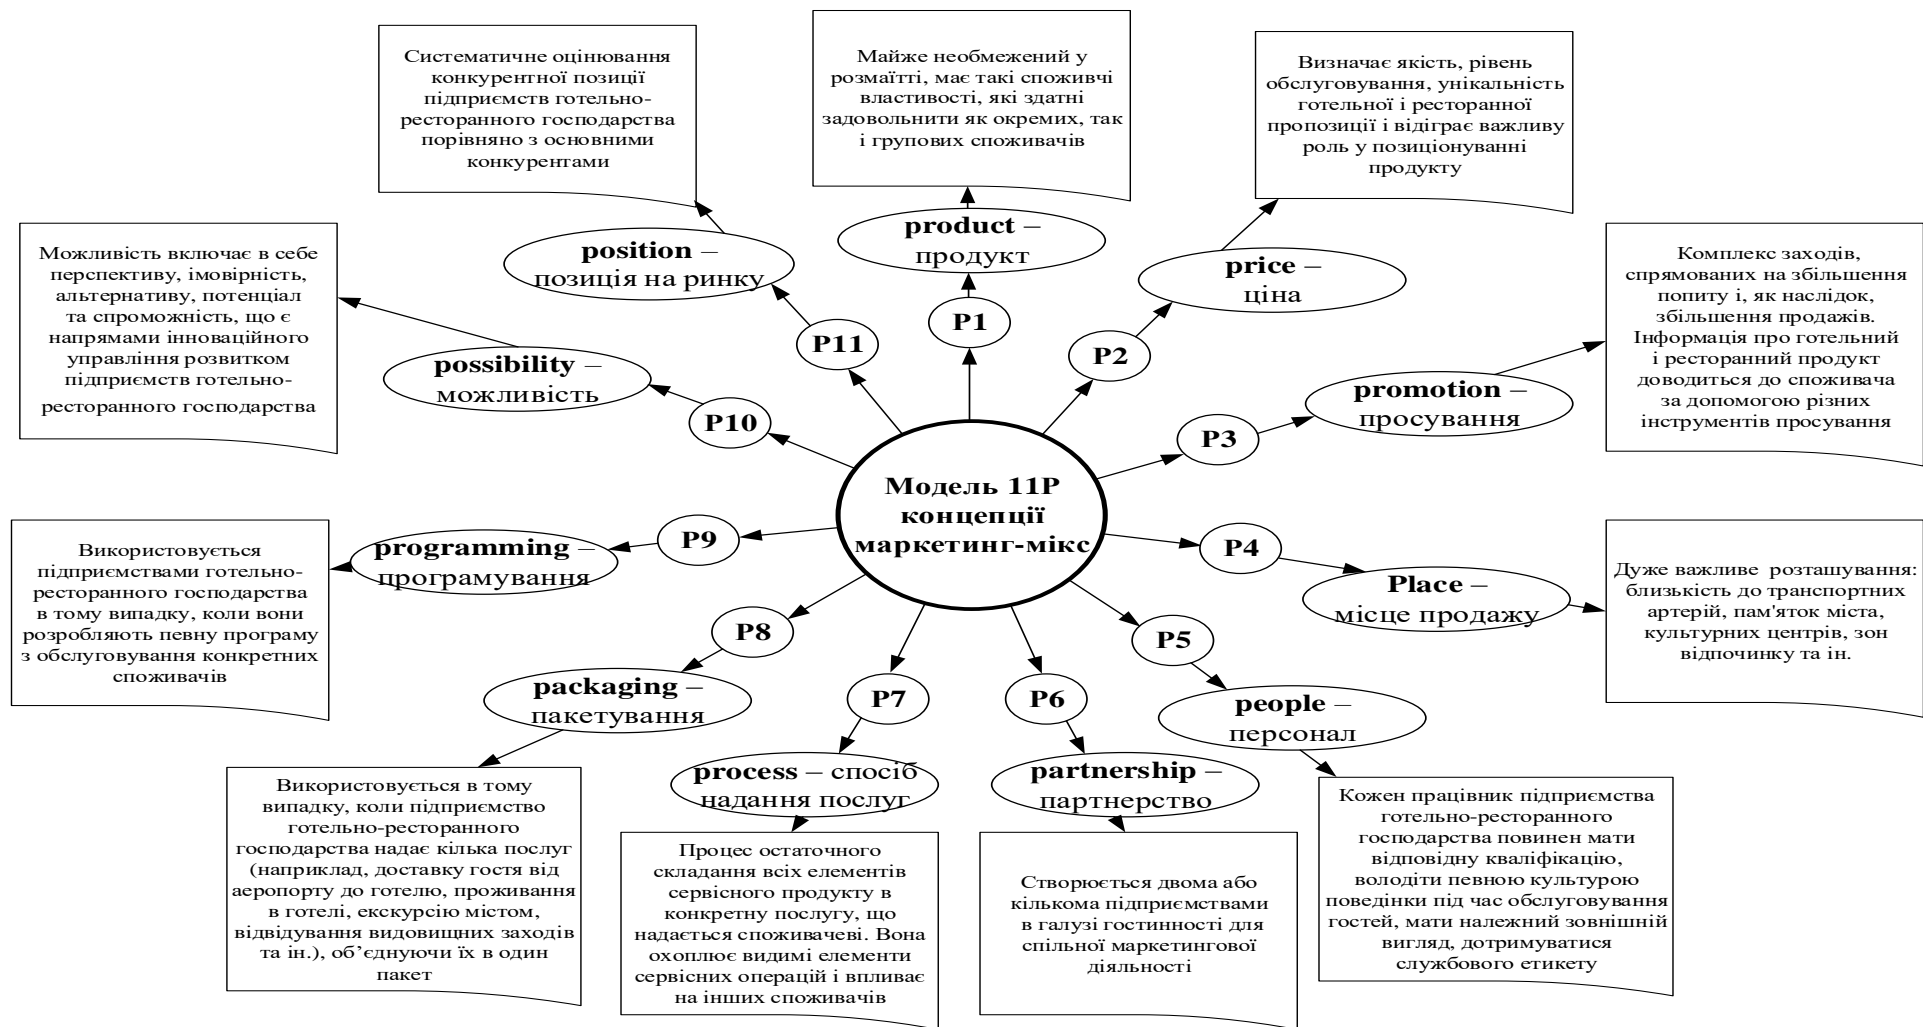 Модель 11Р
концепції
маркетинг-мікс
P1
product –
продукт
Майже необмежений у
розмаїтті, має такі споживчі
властивості, які здатні
задовольнити як окремих, так
і групових споживачів
P2
price –
ціна
Визначає якість, рівень
обслуговування, унікальність
готельної і ресторанної
пропозиції і відіграє важливу
роль у позиціонуванні
продукту
P3
promotion –
просування
Комплекс заходів,
спрямованих на збільшення
попиту і, як наслідок,
збільшення продажів.
Інформація про готельний
і ресторанний продукт
доводиться до споживача
за допомогою різних
інструментів просування
P4
Place –
місце продажу
Дуже важливе розташування:
близькість до транспортних
артерій, пам'яток міста,
культурних центрів, зон
відпочинку та ін.
P5
people –
персонал
Кожен працівник підприємства
готельно-ресторанного
господарства повинен мати
відповідну кваліфікацію,
володіти певною культурою
поведінки під час обслуговування
гостей, мати належний зовнішній
вигляд, дотримуватися
службового етикету
P6
partnership –
партнерство
Створюється двома або
кількома підприємствами
в галузі гостинності для
спільної маркетингової
діяльності
P7
process – спосіб
надання послуг
Процес остаточного
складання всіх елементів
сервісного продукту в
конкретну послугу, що
надається споживачеві. Вона
охоплює видимі елементи
сервісних операцій і впливає
на інших споживачів
P8
packaging –
пакетування
Використовується в тому
випадку, коли підприємство
готельно-ресторанного
господарства надає кілька послуг
(наприклад, доставку гостя від
аеропорту до готелю, проживання
в готелі, екскурсію містом,
відвідування видовищних заходів
та ін.), об’єднуючи їх в один
пакет
P9
programming –
програмування
Використовується
підприємствами готельно-
ресторанного господарства
в тому випадку, коли вони
розробляють певну програму
з обслуговування конкретних
споживачів
P10
possibility –
можливість
Можливість включає в себе
перспективу, імовірність,
альтернативу, потенціал
та спроможність, що є
напрямами інноваційного
управління розвитком
підприємств готельно-
ресторанного господарства
P11
position –
позиція на ринку
Систематичне оцінювання
конкурентної позиції
підприємств готельно-
ресторанного господарства
порівняно з основними
конкурентами